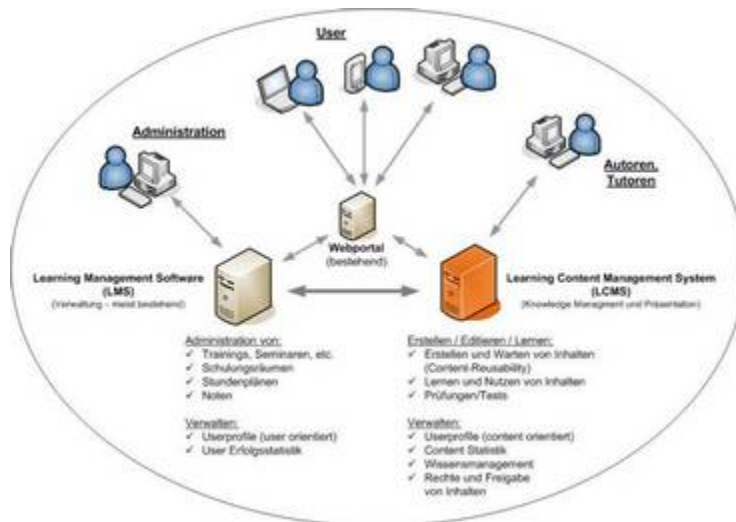 User
Administration
Autoren,
Tutoren
Webportal
(bestehend)
Learning Management Software
(LMS)
(Verwaltung – meist bestehend)
Learning Content Management System
(LCMS)
(Knowledge Managment und Präsentation)
Administration von:
✓ Trainings, Seminaren, etc.
✓ Schulungsräumen
✓ Stundenplänen
✓ Noten
Verwalten:
✓ Userprofile (user orientiert)
✓ User Erfolgsstatistik
Erstellen / Editieren / Lernen:
✓ Erstellen und Warten von Inhalten
(Content-Reusability)
✓ Lernen und Nutzen von Inhalten
✓ Prüfungen/Tests
Verwalten:
✓ Userprofile (content orientiert)
✓ Content Statistik
✓ Wissensmanagement
✓ Rechte und Freigabe
von Inhalten